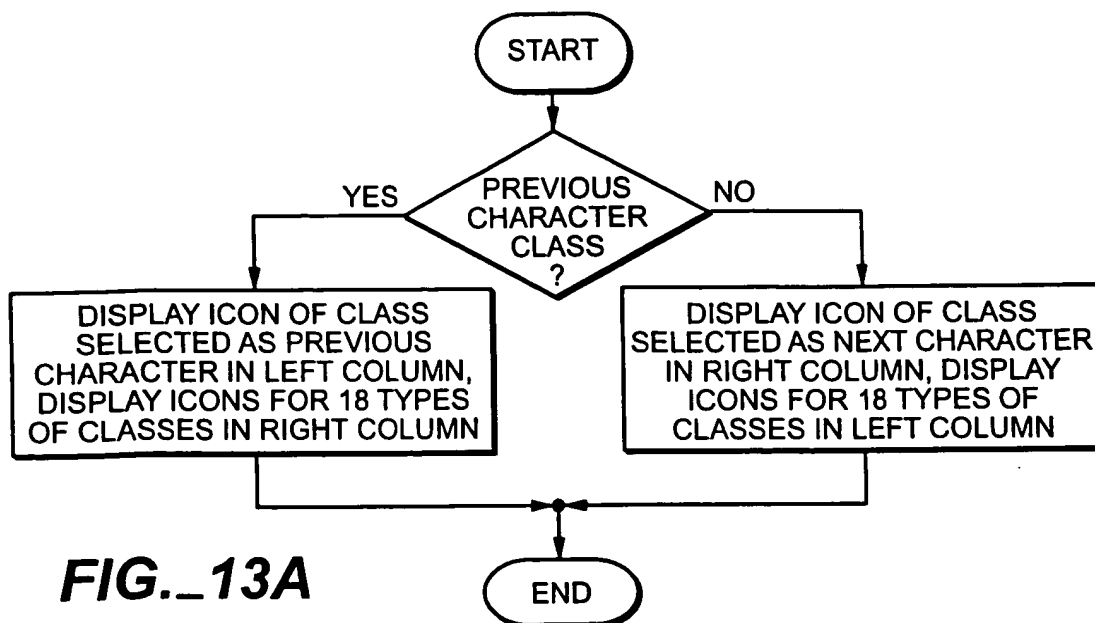 START
PREVIOUS
CHARACTER
CLASS
?
YES
NO
DISPLAY ICON OF CLASS
SELECTED AS PREVIOUS
CHARACTER IN LEFT COLUMN,
DISPLAY ICONS FOR 18 TYPES
OF CLASSES IN RIGHT COLUMN
DISPLAY ICON OF CLASS
SELECTED AS NEXT CHARACTER
IN RIGHT COLUMN, DISPLAY
ICONS FOR 18 TYPES OF
CLASSES IN LEFT COLUMN
END
FIG._13A